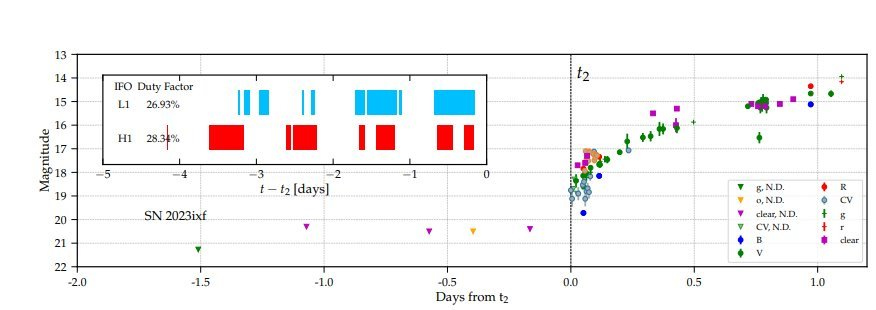 13
14
15
16
17
18
19
20
21
22
Magnitude
IFO Duty Factor
L1 26.93%
H1 28.34%
−5 −4 −3 −2 −1 0
t − t₂ [days]
t₂
SN 2023ixf
g, N.D.
o, N.D.
clear, N.D.
CV, N.D.
B
V
R
CV
g
r
clear
-2.0 -1.5 -1.0 -0.5 0.0 0.5 1.0
Days from t₂